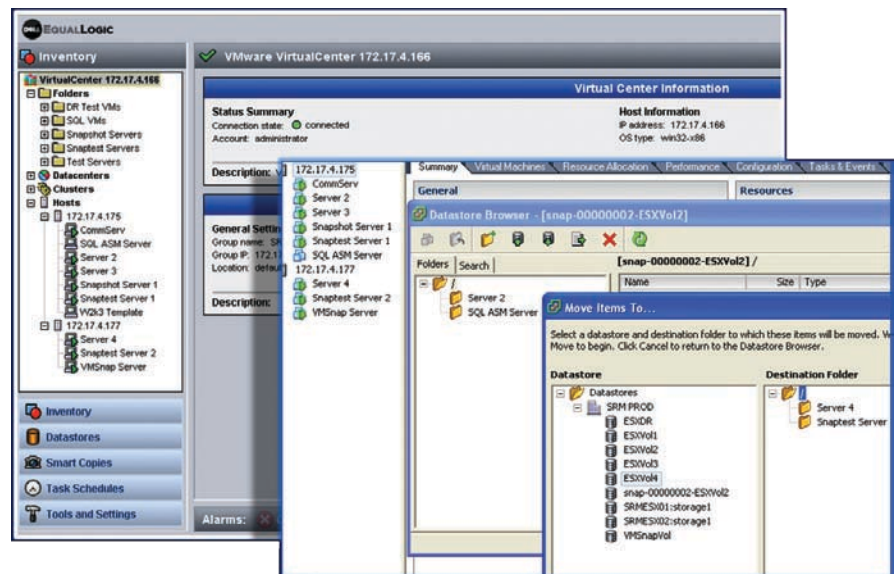 DELL EQUALLOGIC
Inventory
VMware VirtualCenter 172.17.4.166
VirtualCenter 172.17.4.166
Folders
DR Test VMs
SQL VMs
Snapshot Servers
Snaptest Servers
Test Servers
Datacenters
Clusters
Hosts
172.17.4.175
CommServ
SQL ASM Server
Server 2
Server 3
Snapshot Server 1
Snaptest Server 1
W2k3 Template
172.17.4.177
Server 4
Snaptest Server 2
VMSnap Server
Inventory
Datastores
Smart Copies
Task Schedules
Tools and Settings
Virtual Center Information
Status Summary
Connection state: connected
Account: administrator
Host Information
IP address: 172.17.4.166
OS type: win32-x86
Description:
General Settin
Group name:
Group IP: 172.17
Location: default
Description:
Alarms:
172.17.4.175
CommServ
Server 2
Server 3
Snapshot Server 1
Snaptest Server 1
SQL ASM Server
172.17.4.177
Server 4
Snaptest Server 2
VMSnap Server
Summary Virtual Machines Resource Allocation Performance Configuration Tasks & Events
General
Resources
Datastore Browser - [snap-00000002-ESXVol2]
Folders Search
[snap-00000002-ESXVol2] /
Name Size Type
/
Server 2
SQL ASM Server
Move Items To...
Select a datastore and destination folder to which these items will be moved. W
Move to begin. Click Cancel to return to the Datastore Browser.
Datastore
Datastores
SRM PROD
ESXDR
ESXVol1
ESXVol2
ESXVol3
ESXVol4
snap-00000002-ESXVol2
SRMESX01:storage1
SRMESX02:storage1
VMSnapVol
Destination Folder
/
Server 4
Snaptest Server